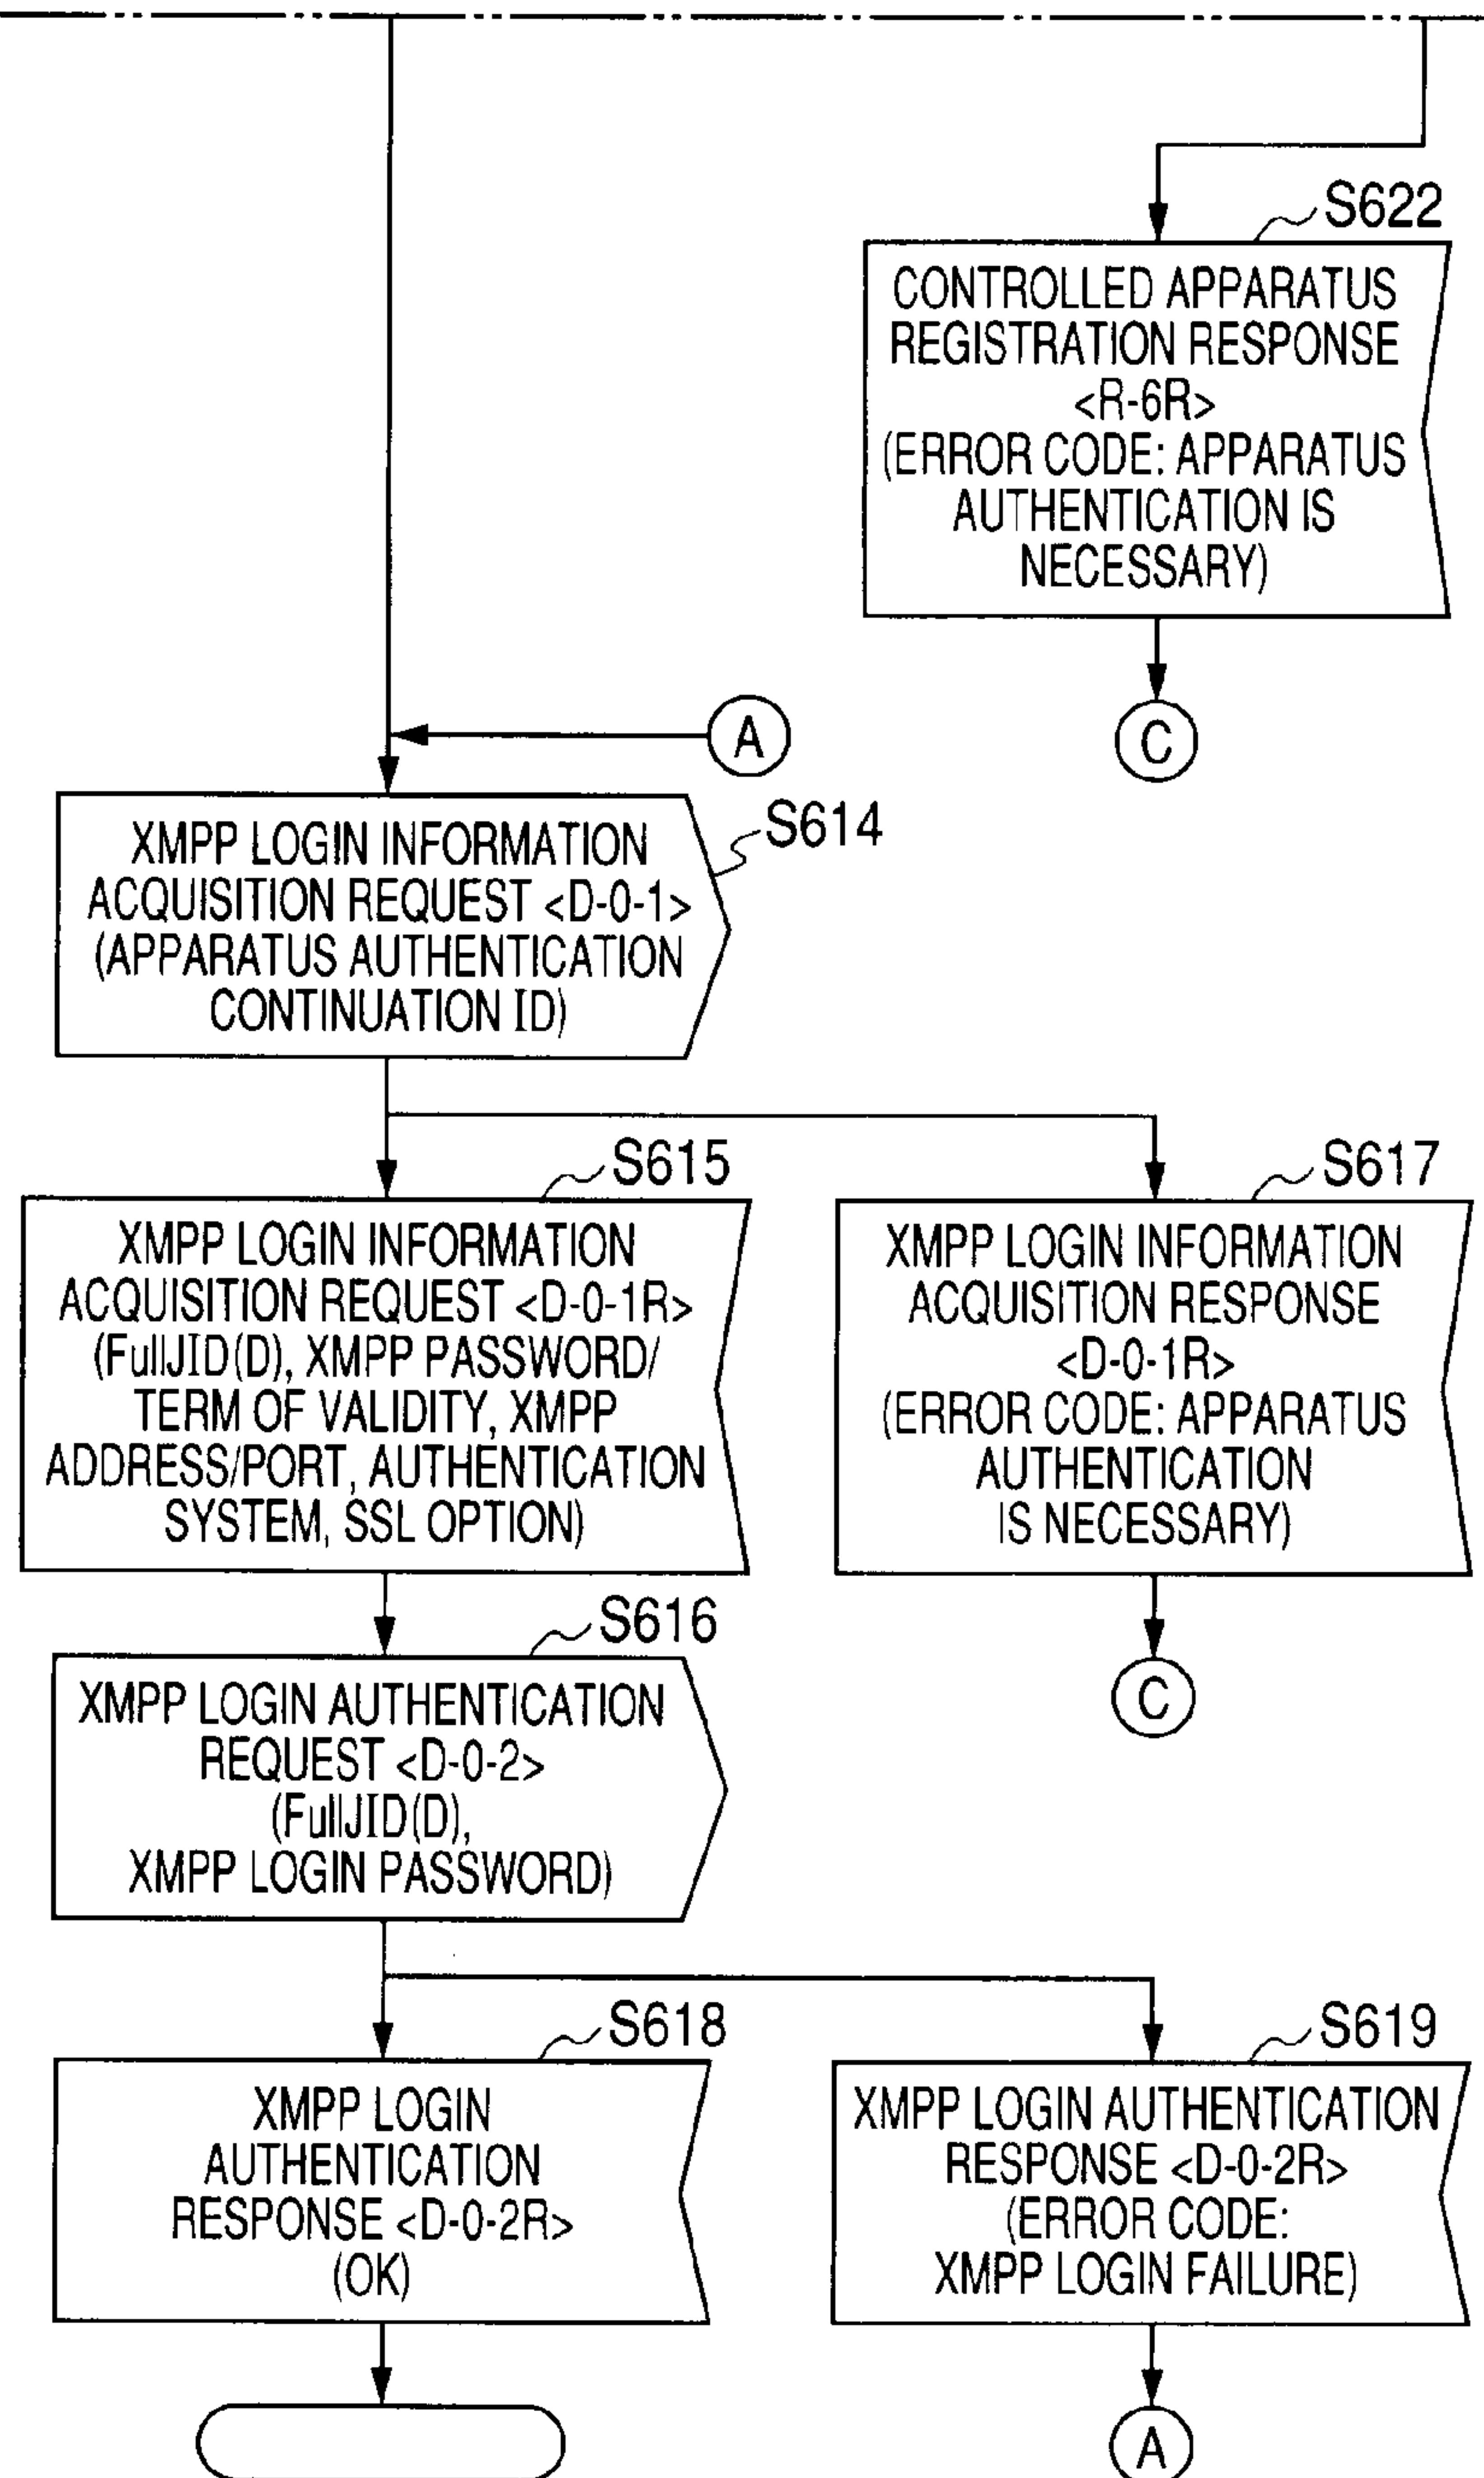 S622
CONTROLLED APPARATUS
REGISTRATION RESPONSE
<R-6R>
(ERROR CODE: APPARATUS
AUTHENTICATION IS
NECESSARY)
A
C
S614
XMPP LOGIN INFORMATION
ACQUISITION REQUEST <D-0-1>
(APPARATUS AUTHENTICATION
CONTINUATION ID)
S615
XMPP LOGIN INFORMATION
ACQUISITION REQUEST <D-0-1R>
(FullJID(D), XMPP PASSWORD/
TERM OF VALIDITY, XMPP
ADDRESS/PORT, AUTHENTICATION
SYSTEM, SSL OPTION)
S617
XMPP LOGIN INFORMATION
ACQUISITION RESPONSE
<D-0-1R>
(ERROR CODE: APPARATUS
AUTHENTICATION
IS NECESSARY)
C
S616
XMPP LOGIN AUTHENTICATION
REQUEST <D-0-2>
(FullJID(D),
XMPP LOGIN PASSWORD)
S618
XMPP LOGIN
AUTHENTICATION
RESPONSE <D-0-2R>
(OK)
S619
XMPP LOGIN AUTHENTICATION
RESPONSE <D-0-2R>
(ERROR CODE:
XMPP LOGIN FAILURE)
A